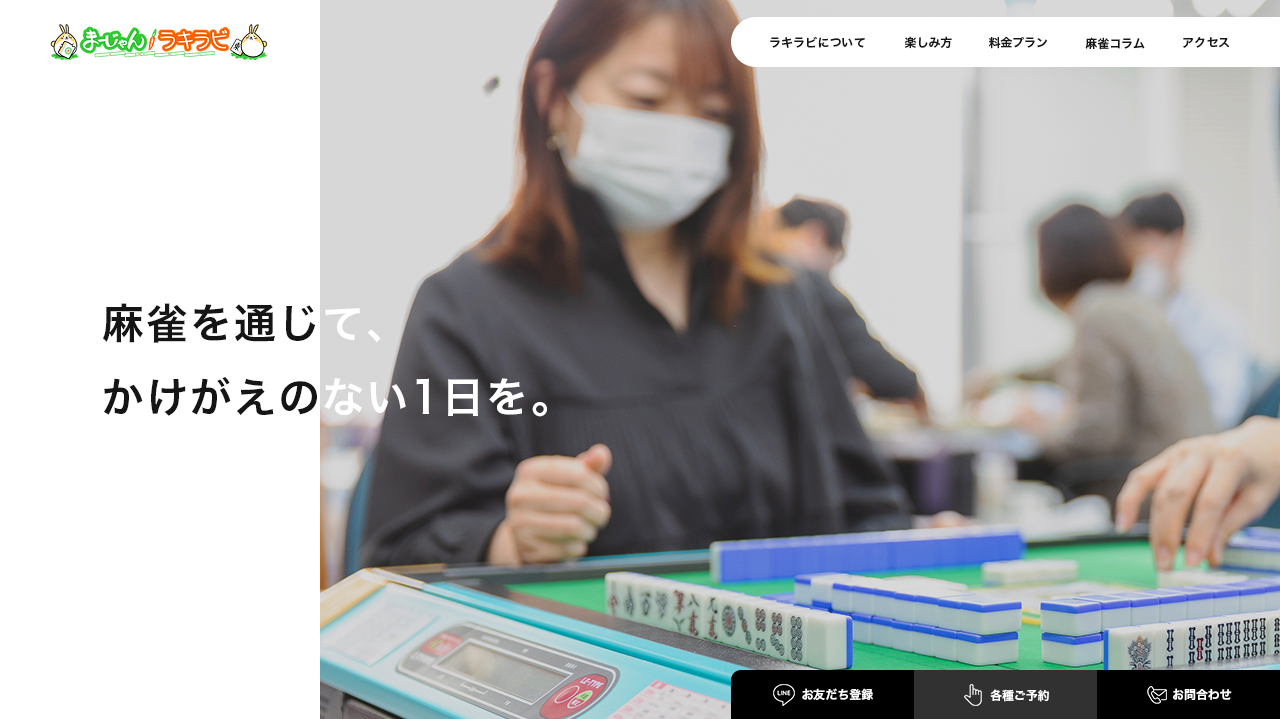 まーじゃん ラキラビ
ラキラビについて
楽しみ方
料金プラン
麻雀コラム
アクセス
麻雀を通じて、
かけがえのない1日を。
LINE
お友だち登録
各種ご予約
お問合わせ